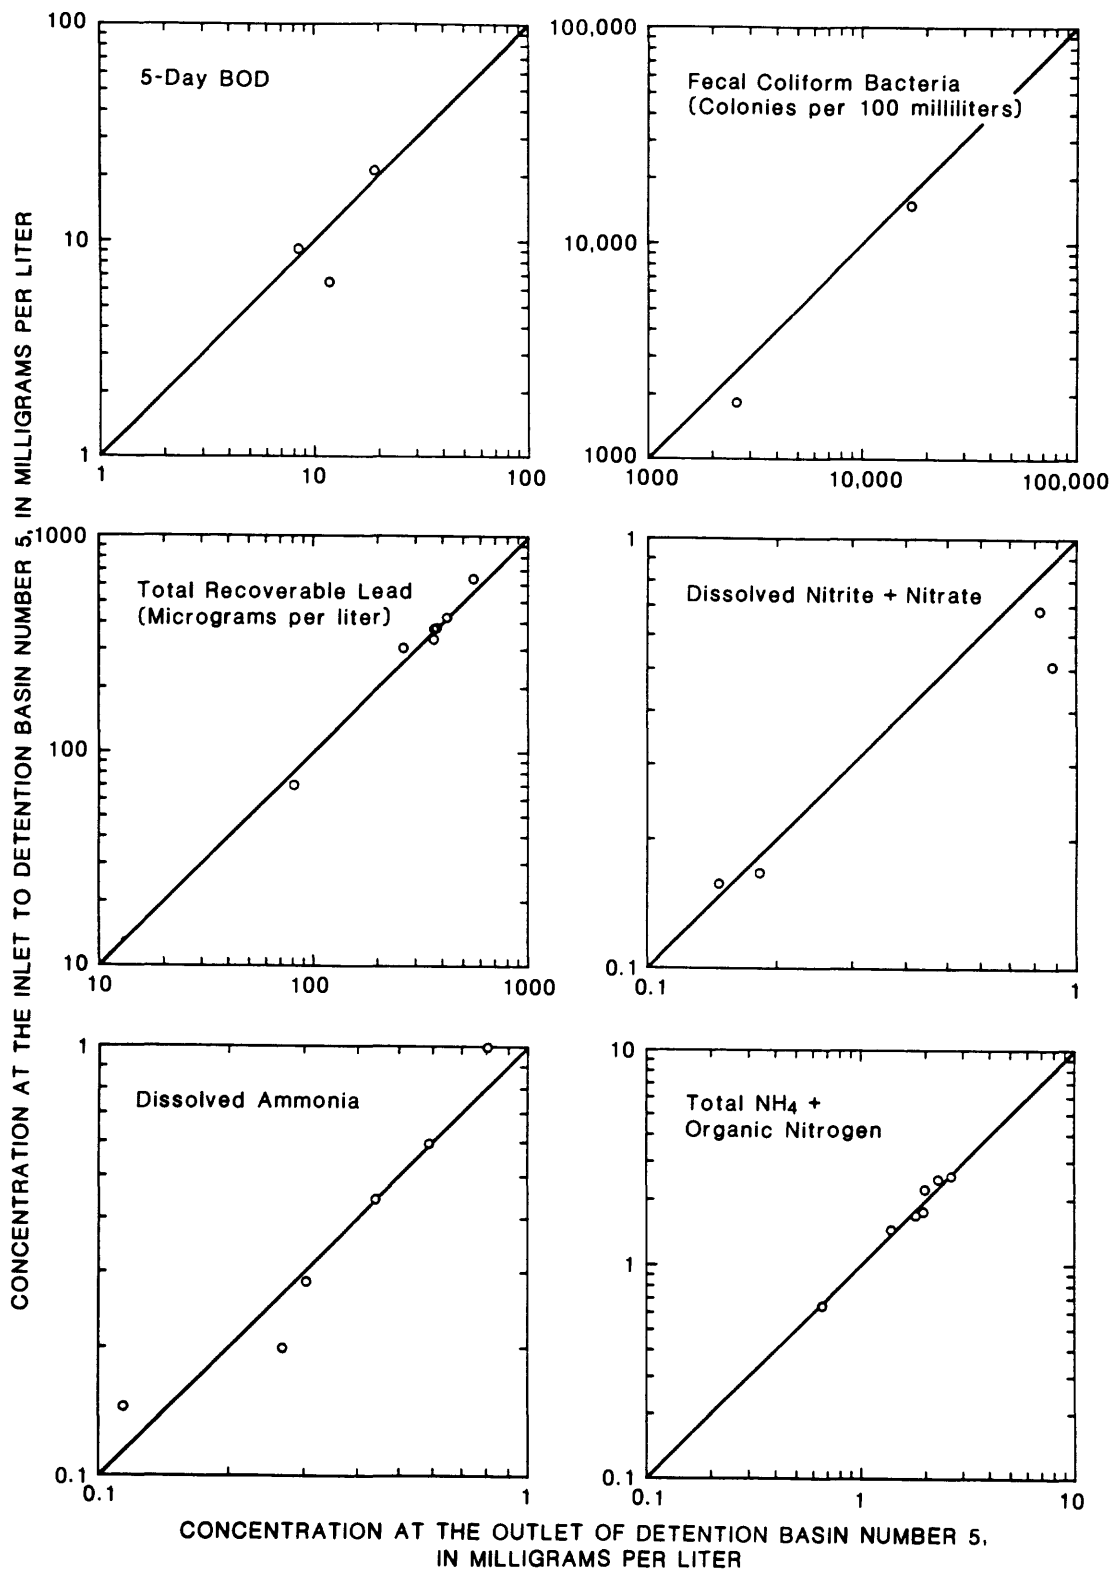 CONCENTRATION AT THE INLET TO DETENTION BASIN NUMBER 5, IN MILLIGRAMS PER LITER
100
10
1
5-Day BOD
1
10
100
100,000
10,000
1000
Fecal Coliform Bacteria
(Colonies per 100 milliliters)
1000
10,000
100,000
1000
100
10
Total Recoverable Lead
(Micrograms per liter)
10
100
1000
1
0.1
Dissolved Nitrite + Nitrate
0.1
1
1
0.1
Dissolved Ammonia
0.1
1
10
1
0.1
Total NH4 +
Organic Nitrogen
0.1
1
10
CONCENTRATION AT THE OUTLET OF DETENTION BASIN NUMBER 5,
IN MILLIGRAMS PER LITER